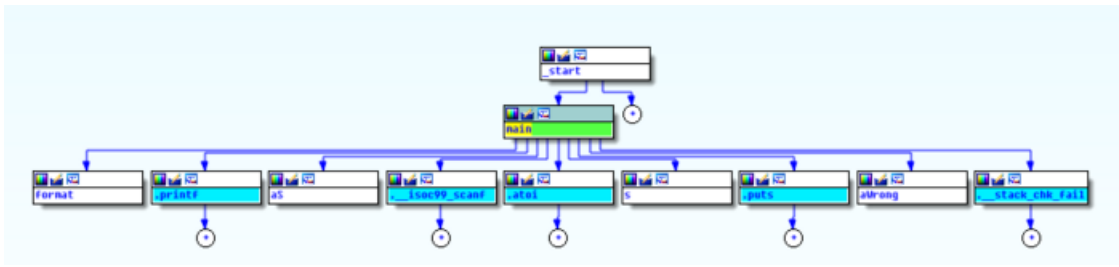 _start
main
format
.printf
aS
.__isoc99_scanf
.atoi
s
.puts
aWrong
.__stack_chk_fail